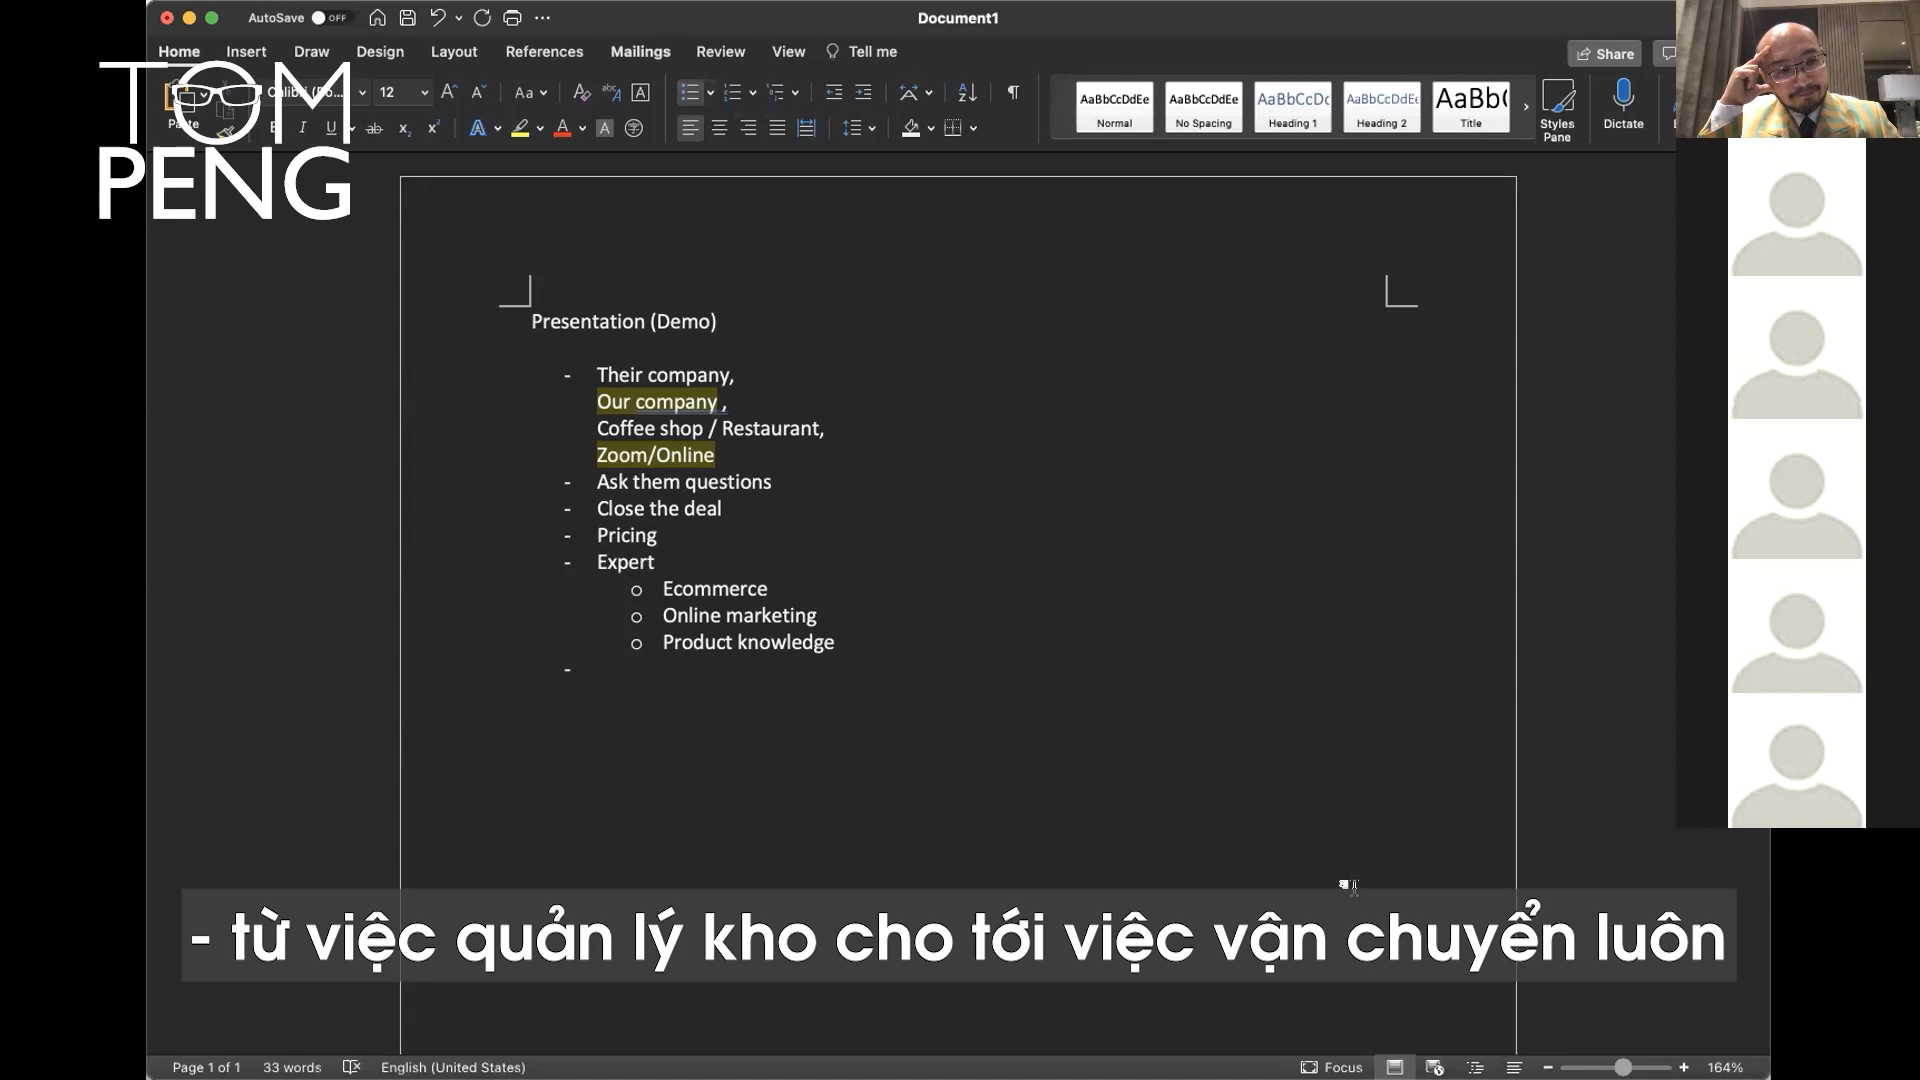 AutoSave OFF
Document1
Home Insert Draw Design Layout References Mailings Review View Tell me
Share
TOM
PENG
12
Aa
AaBbCcDdEe
Normal
AaBbCcDdEe
No Spacing
AaBbCcDc
Heading 1
AaBbCcDdEe
Heading 2
AaBb(
Title
Styles
Pane
Dictate
Presentation (Demo)
- Their company,
Our company ,
Coffee shop / Restaurant,
Zoom/Online
- Ask them questions
- Close the deal
- Pricing
- Expert
o Ecommerce
o Online marketing
o Product knowledge
-
- từ việc quản lý kho cho tới việc vận chuyển luôn
Page 1 of 1 33 words English (United States) Focus 164%